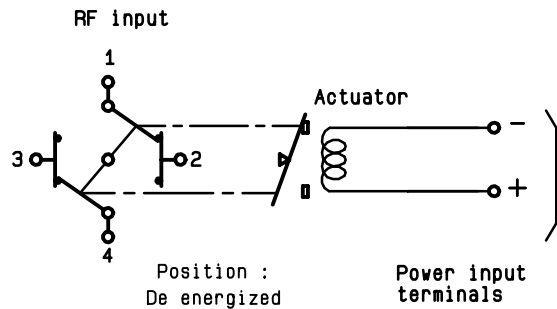 RF input
1
Actuator
-
3
2
+
4
Position :
De energized
Power input
terminals